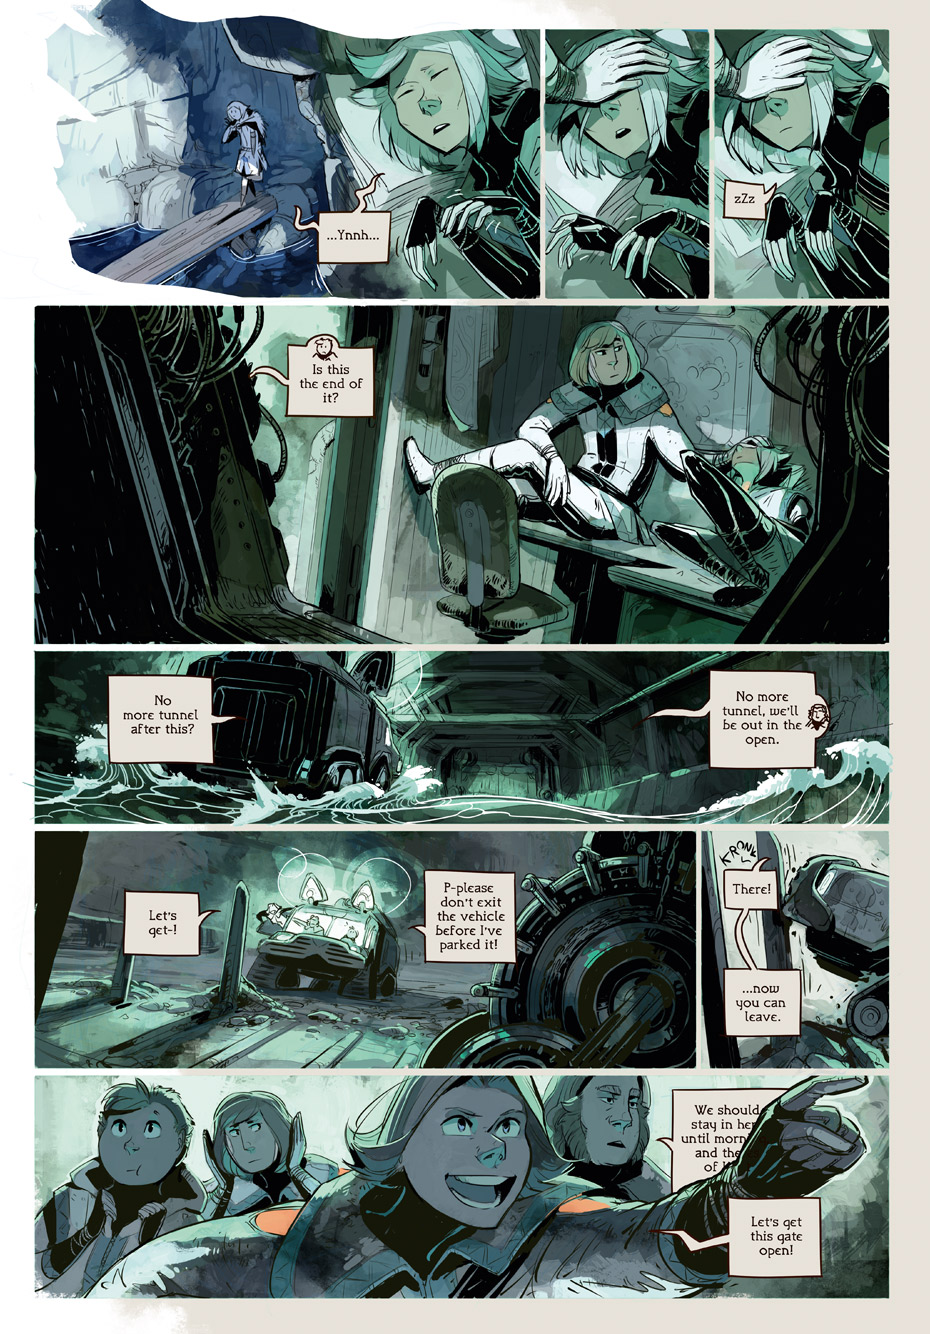 ...Ynnh...
zZz
Is this
the end of
it?
No
more tunnel
after this?
No more
tunnel, we'll
be out in the
open.
Let's
get-!
P-please
don't exit
the vehicle
before I've
parked it!
KRONK
There!
...now
you can
leave.
We should
stay in here
until morn
and the
of
Let's get
this gate
open!